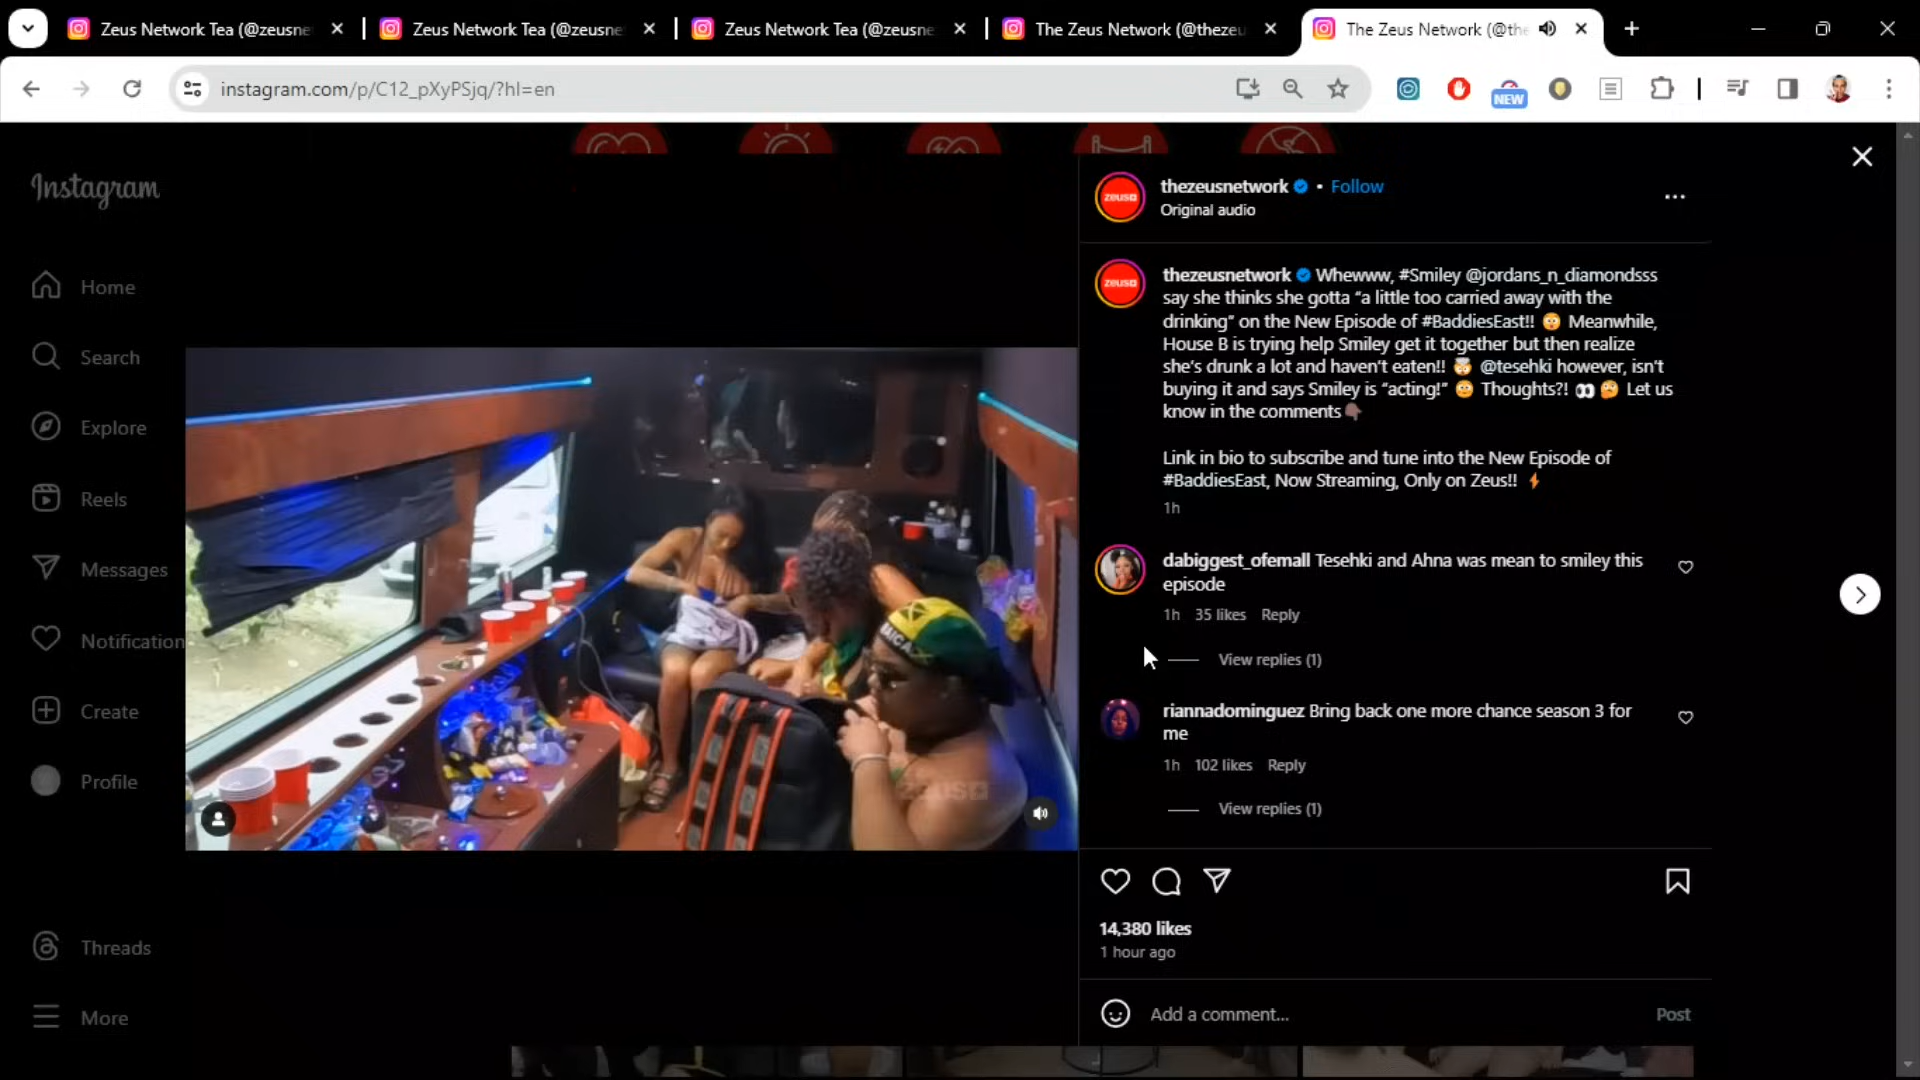 Zeus Network Tea (@zeusne
Zeus Network Tea (@zeusne
Zeus Network Tea (@zeusne
The Zeus Network (@thezeu
The Zeus Network (@the
instagram.com/p/C12_pXyPSjq/?hl=en
NEW
Instagram
Home
Search
Explore
Reels
Messages
Notification
Create
Profile
Threads
More
ZEUS
thezeusnetwork • Follow
Original audio
ZEUS
thezeusnetwork Whewww, #Smiley @jordans_n_diamondsss
say she thinks she gotta “a little too carried away with the
drinking” on the New Episode of #BaddiesEast!! 😳 Meanwhile,
House B is trying help Smiley get it together but then realize
she’s drunk a lot and haven’t eaten!! 🤯 @tesehki however, isn’t
buying it and says Smiley is “acting!” 😳 Thoughts?! 👀 🤔 Let us
know in the comments👇🏿
Link in bio to subscribe and tune into the New Episode of
#BaddiesEast, Now Streaming, Only on Zeus!! ⚡
1h
dabiggest_ofemall Tesehki and Ahna was mean to smiley this
episode
1h 35 likes Reply
View replies (1)
riannadominguez Bring back one more chance season 3 for
me
1h 102 likes Reply
View replies (1)
14,380 likes
1 hour ago
Add a comment... Post